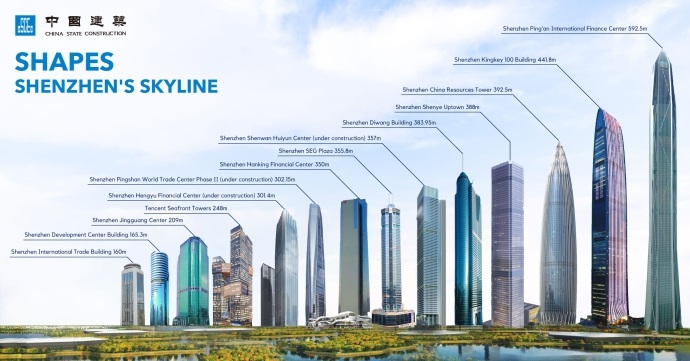 中國建築
CSCEC
CHINA STATE CONSTRUCTION
SHAPES
SHENZHEN'S SKYLINE
Shenzhen Ping'an International Finance Center 592.5m
Shenzhen Kingkey 100 Building 441.8m
Shenzhen China Resources Tower 392.5m
Shenzhen Shenye Uptown 388m
Shenzhen Diwang Building 383.95m
Shenzhen Shenwan Huiyun Center (under construction) 357m
Shenzhen SEG Plaza 355.8m
Shenzhen Hanking Financial Center 350m
Shenzhen Pingshan World Trade Center Phase II (under construction) 302.15m
Shenzhen Hengyu Financial Center (under construction) 301.4m
Tencent Seafront Towers 248m
Shenzhen Jingguang Center 209m
Shenzhen Development Center Building 165.3m
Shenzhen International Trade Building 160m